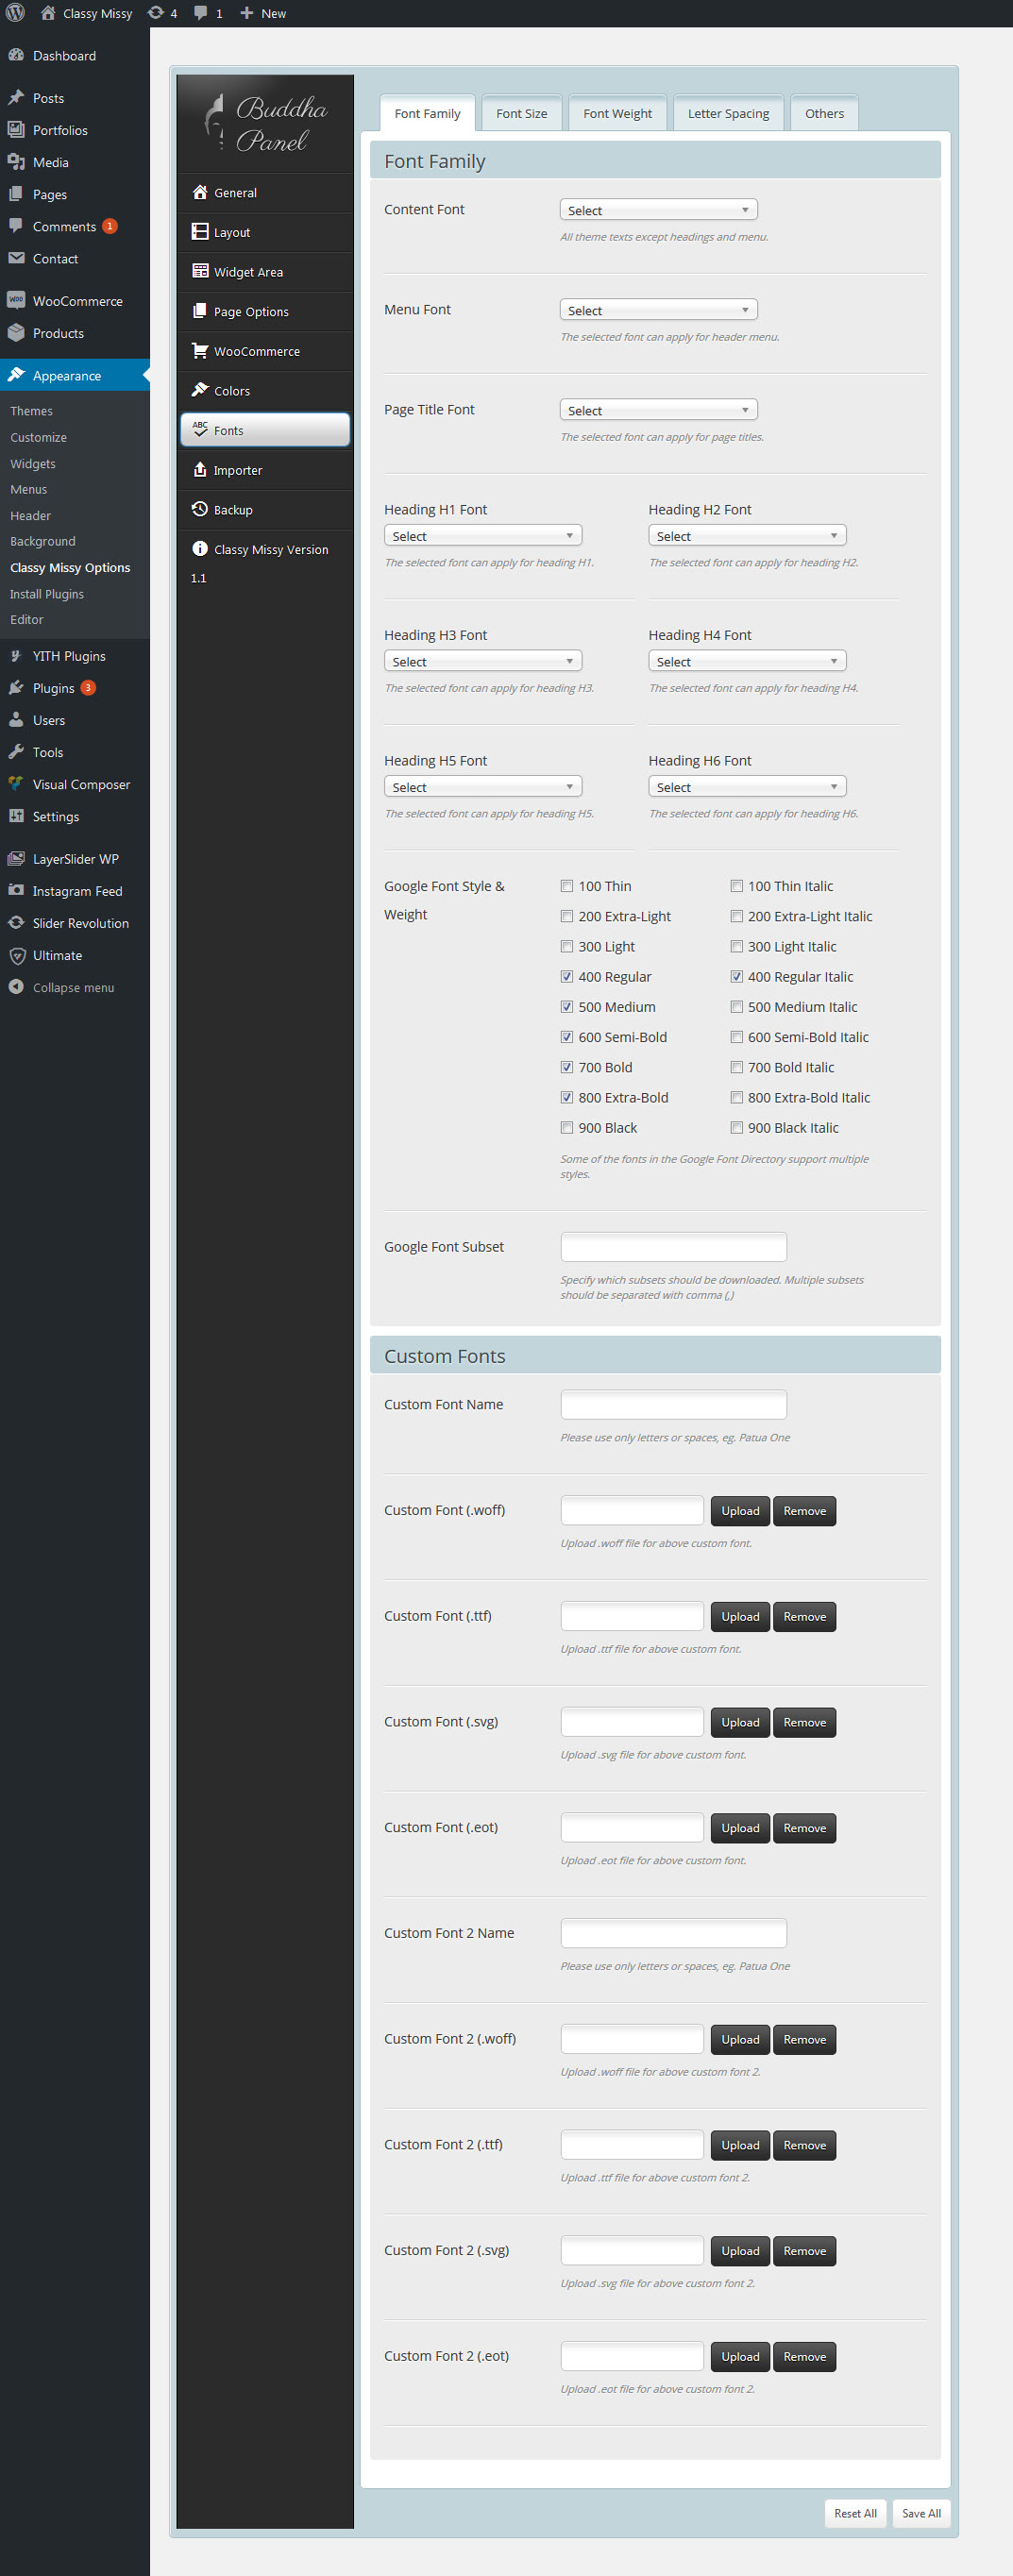 Classy Missy 4 1 New
Dashboard
Posts
Portfolios
Media
Pages
Comments 1
Contact
WooCommerce
Products
Appearance
Themes
Customize
Widgets
Menus
Header
Background
Classy Missy Options
Install Plugins
Editor
YITH Plugins
Plugins 3
Users
Tools
Visual Composer
Settings
LayerSlider WP
Instagram Feed
Slider Revolution
Ultimate
Collapse menu
Buddha
Panel
General
Layout
Widget Area
Page Options
WooCommerce
Colors
ABC Fonts
Importer
Backup
Classy Missy Version
1.1
Font Family Font Size Font Weight Letter Spacing Others
Font Family
Content Font Select
All theme texts except headings and menu.
Menu Font Select
The selected font can apply for header menu.
Page Title Font Select
The selected font can apply for page titles.
Heading H1 Font Heading H2 Font
Select Select
The selected font can apply for heading H1. The selected font can apply for heading H2.
Heading H3 Font Heading H4 Font
Select Select
The selected font can apply for heading H3. The selected font can apply for heading H4.
Heading H5 Font Heading H6 Font
Select Select
The selected font can apply for heading H5. The selected font can apply for heading H6.
Google Font Style &
Weight
100 Thin 100 Thin Italic
200 Extra-Light 200 Extra-Light Italic
300 Light 300 Light Italic
400 Regular 400 Regular Italic
500 Medium 500 Medium Italic
600 Semi-Bold 600 Semi-Bold Italic
700 Bold 700 Bold Italic
800 Extra-Bold 800 Extra-Bold Italic
900 Black 900 Black Italic
Some of the fonts in the Google Font Directory support multiple
styles.
Google Font Subset
Specify which subsets should be downloaded. Multiple subsets
should be separated with comma (,)
Custom Fonts
Custom Font Name
Please use only letters or spaces, eg. Patua One
Custom Font (.woff) Upload Remove
Upload .woff file for above custom font.
Custom Font (.ttf) Upload Remove
Upload .ttf file for above custom font.
Custom Font (.svg) Upload Remove
Upload .svg file for above custom font.
Custom Font (.eot) Upload Remove
Upload .eot file for above custom font.
Custom Font 2 Name
Please use only letters or spaces, eg. Patua One
Custom Font 2 (.woff) Upload Remove
Upload .woff file for above custom font 2.
Custom Font 2 (.ttf) Upload Remove
Upload .ttf file for above custom font 2.
Custom Font 2 (.svg) Upload Remove
Upload .svg file for above custom font 2.
Custom Font 2 (.eot) Upload Remove
Upload .eot file for above custom font 2.
Reset All Save All